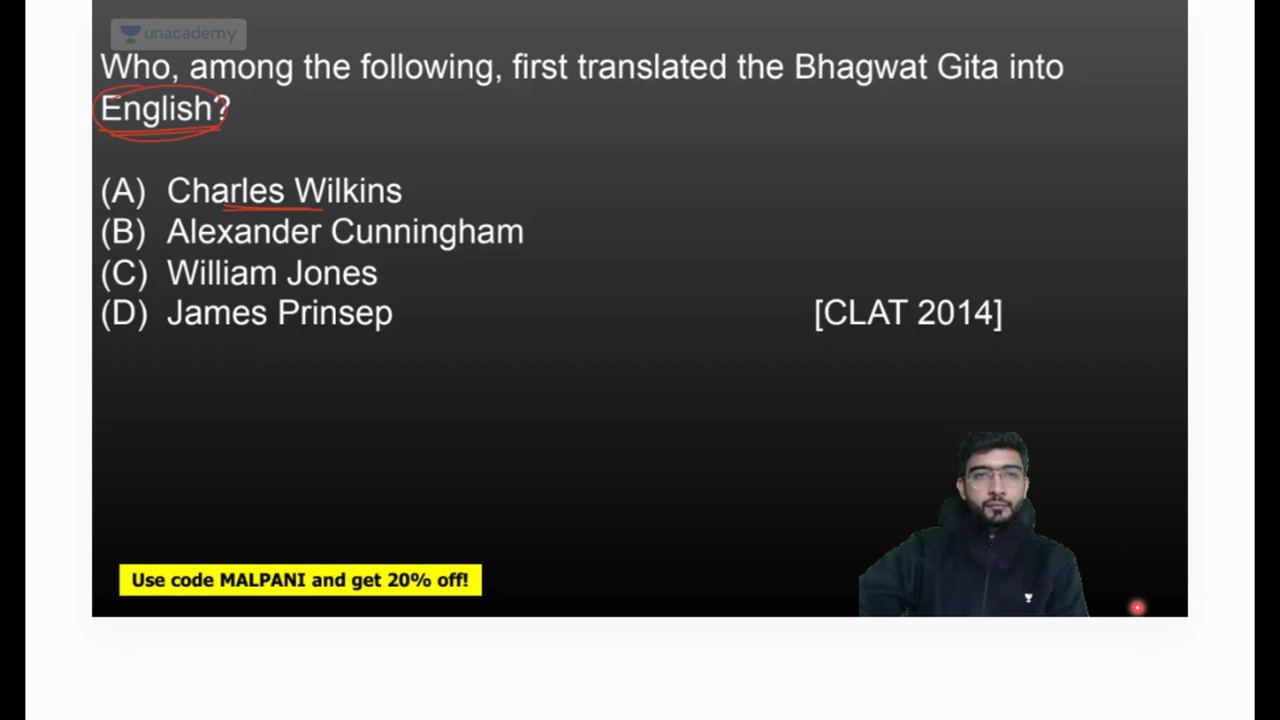 unacademy
Who, among the following, first translated the Bhagwat Gita into
English?
(A) Charles Wilkins
(B) Alexander Cunningham
(C) William Jones
(D) James Prinsep [CLAT 2014]
Use code MALPANI and get 20% off!